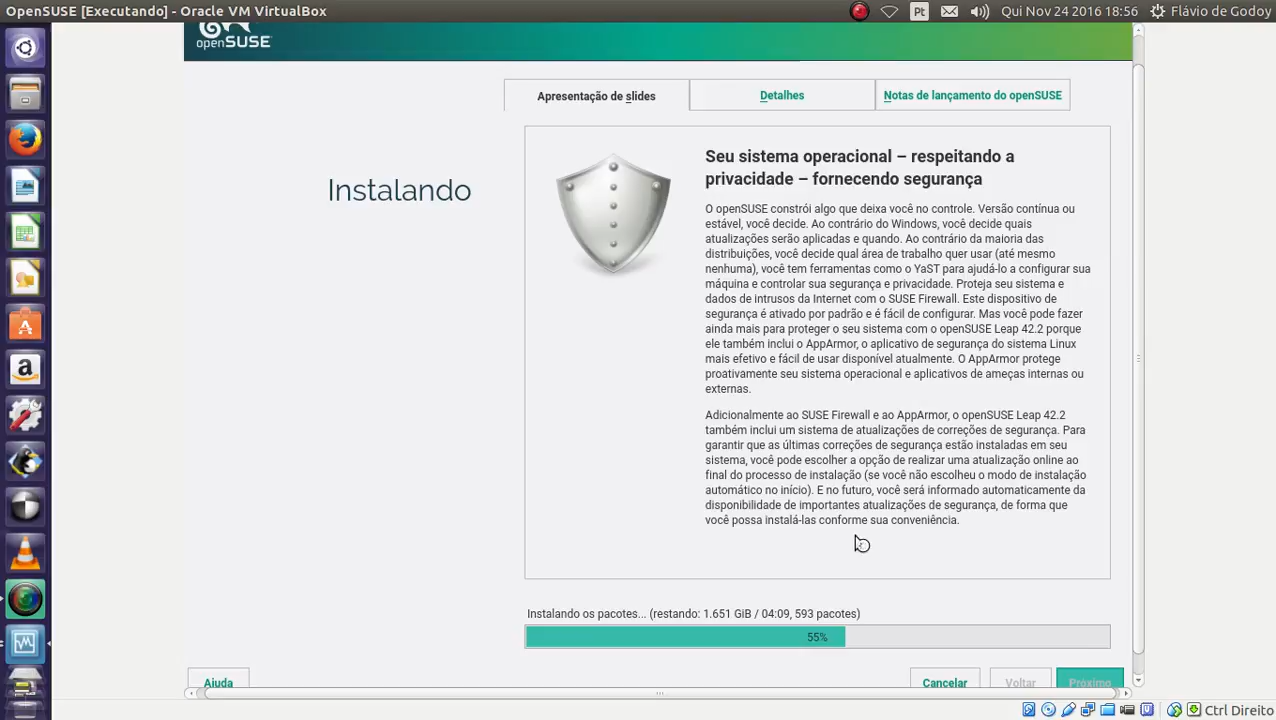 OpenSUSE [Executando] - Oracle VM VirtualBox
Pt
Qui Nov 24 2016 18:56
Flávio de Godoy
openSUSE
Apresentação de slides
Detalhes
Notas de lançamento do openSUSE
Instalando
Seu sistema operacional – respeitando a
privacidade – fornecendo segurança
O openSUSE constrói algo que deixa você no controle. Versão contínua ou
estável, você decide. Ao contrário do Windows, você decide quais
atualizações serão aplicadas e quando. Ao contrário da maioria das
distribuições, você decide qual área de trabalho quer usar (até mesmo
nenhuma), você tem ferramentas como o YaST para ajudá-lo a configurar sua
máquina e controlar sua segurança e privacidade. Proteja seu sistema e
dados de intrusos da Internet com o SUSE Firewall. Este dispositivo de
segurança é ativado por padrão e é fácil de configurar. Mas você pode fazer
ainda mais para proteger o seu sistema com o openSUSE Leap 42.2 porque
ele também inclui o AppArmor, o aplicativo de segurança do sistema Linux
mais efetivo e fácil de usar disponível atualmente. O AppArmor protege
proativamente seu sistema operacional e aplicativos de ameças internas ou
externas.
Adicionalmente ao SUSE Firewall e ao AppArmor, o openSUSE Leap 42.2
também inclui um sistema de atualizações de correções de segurança. Para
garantir que as últimas correções de segurança estão instaladas em seu
sistema, você pode escolher a opção de realizar uma atualização online ao
final do processo de instalação (se você não escolheu o modo de instalação
automático no início). E no futuro, você será informado automaticamente da
disponibilidade de importantes atualizações de segurança, de forma que
você possa instalá-las conforme sua conveniência.
Instalando os pacotes... (restando: 1.651 GiB / 04:09, 593 pacotes)
55%
Ajuda
Cancelar
Voltar
Próximo
Ctrl Direito